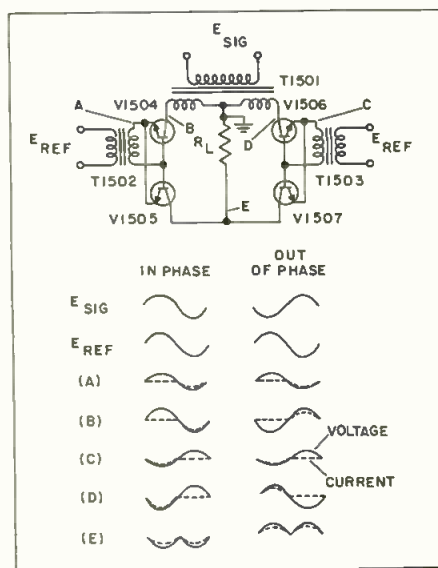 E SIG
T1501
A
V1504
V1506
C
B
D
E REF
R L
E REF
T1502
E
T1503
V1505
V1507
IN PHASE
OUT OF PHASE
E SIG
E REF
(A)
(B)
VOLTAGE
(C)
CURRENT
(D)
(E)